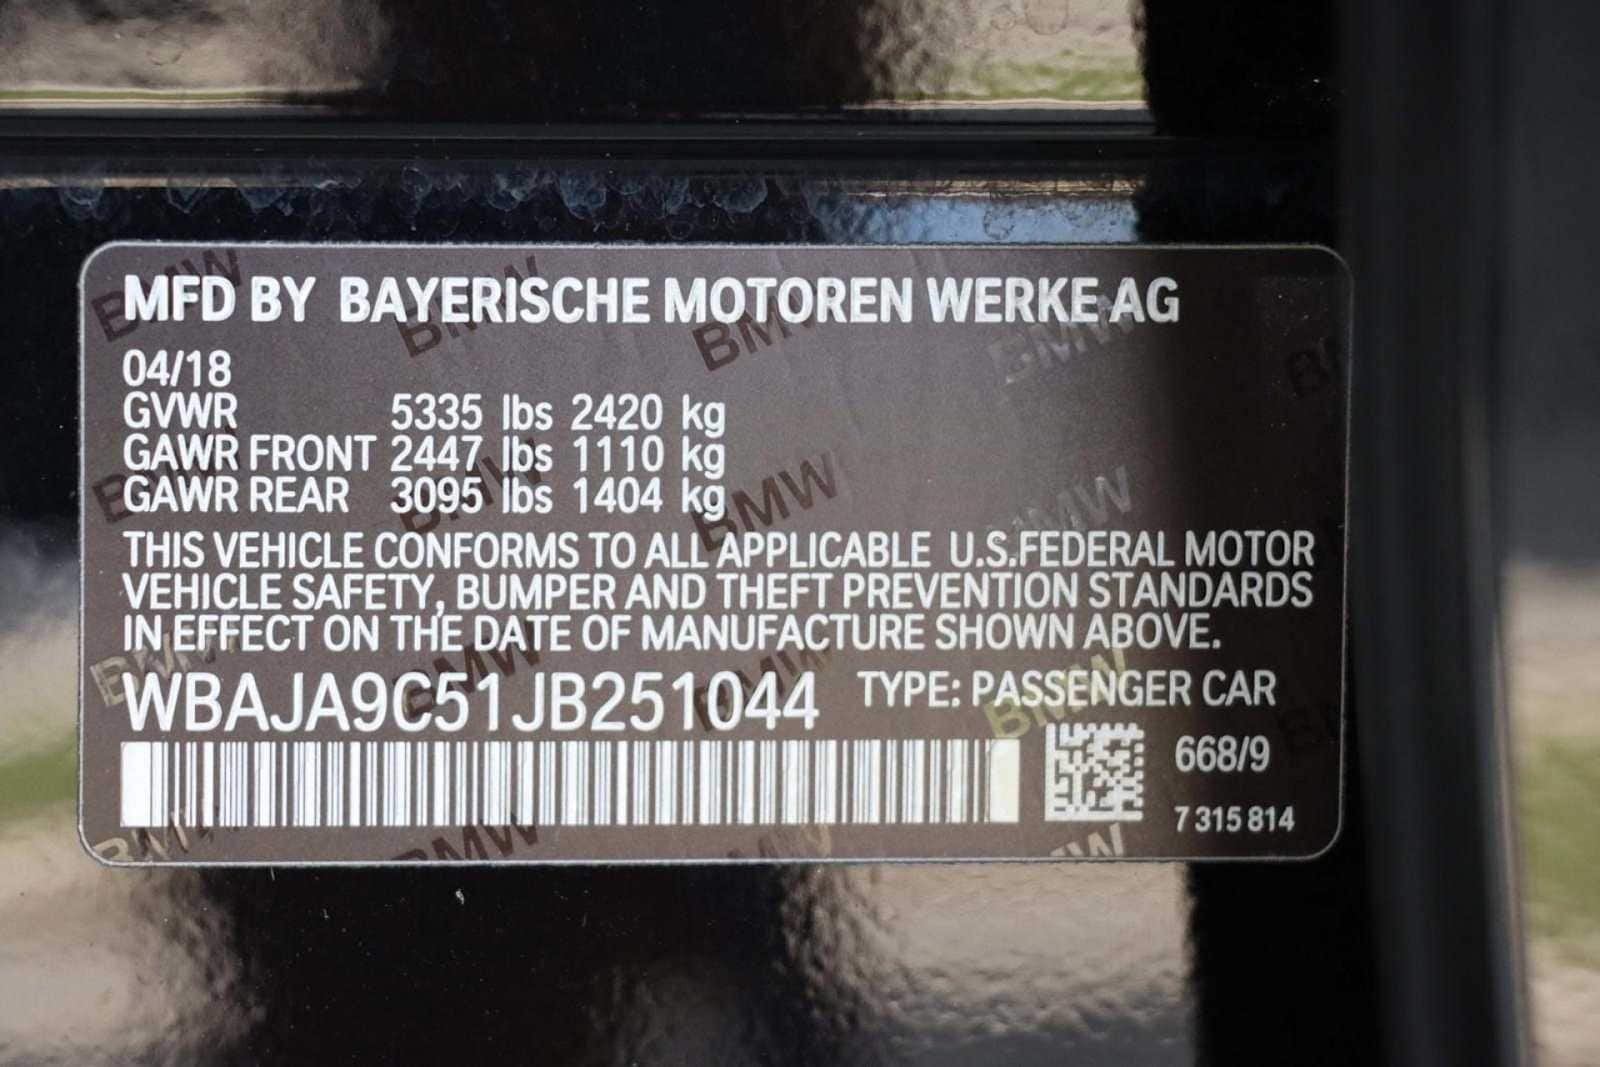 MFD BY BAYERISCHE MOTOREN WERKE AG
04/18
GVWR 5335 lbs 2420 kg
GAWR FRONT 2447 lbs 1110 kg
GAWR REAR 3095 lbs 1404 kg
THIS VEHICLE CONFORMS TO ALL APPLICABLE U.S.FEDERAL MOTOR
VEHICLE SAFETY, BUMPER AND THEFT PREVENTION STANDARDS
IN EFFECT ON THE DATE OF MANUFACTURE SHOWN ABOVE.
WBAJA9C51JB251044 TYPE: PASSENGER CAR
668/9
7 315 814